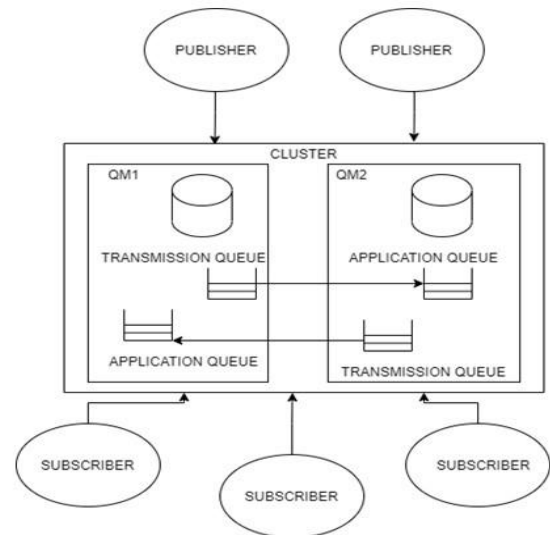 PUBLISHER
PUBLISHER
CLUSTER
QM1
QM2
TRANSMISSION QUEUE
APPLICATION QUEUE
APPLICATION QUEUE
TRANSMISSION QUEUE
SUBSCRIBER
SUBSCRIBER
SUBSCRIBER